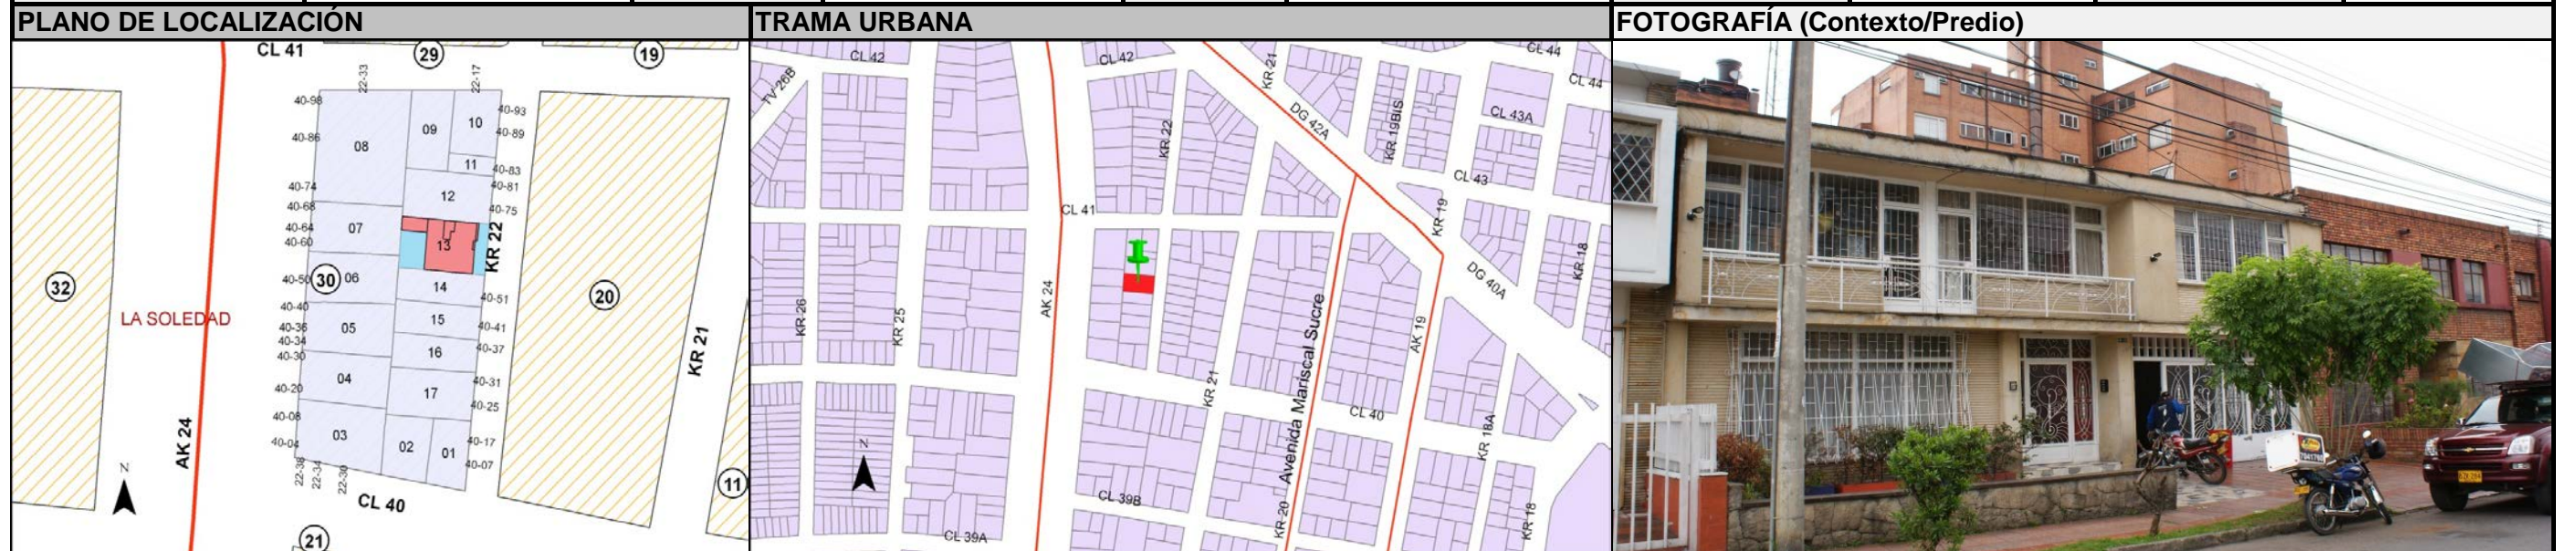 PLANO DE LOCALIZACIÓN
CL 41
29
19
22-33
22-17
40-98
40-86
40-74
40-68
40-64
40-60
40-50
40-40
40-36
40-34
40-30
40-20
40-08
40-04
08
09
10
11
12
07
13
30
06
14
05
15
16
04
17
03
02
01
40-93
40-89
40-83
40-81
40-75
40-51
40-41
40-37
40-31
40-25
40-17
40-07
22-38
22-34
22-30
KR 22
32
LA SOLEDAD
20
KR 21
AK 24
N
CL 40
11
21
TRAMA URBANA
CL 42
CL 42
TV 26B
KR 22
KR 21
DG 42A
KR 19BIS
CL 44
CL 44
CL 43A
CL 43
CL 41
KR 19
KR 18
DG 40A
AK 24
KR 26
KR 25
Avenida Mariscal Sucre
AK 19
KR 21
CL 40
KR 18A
N
CL 39B
KR 20
KR 18
CL 39A
FOTOGRAFÍA (Contexto/Predio)